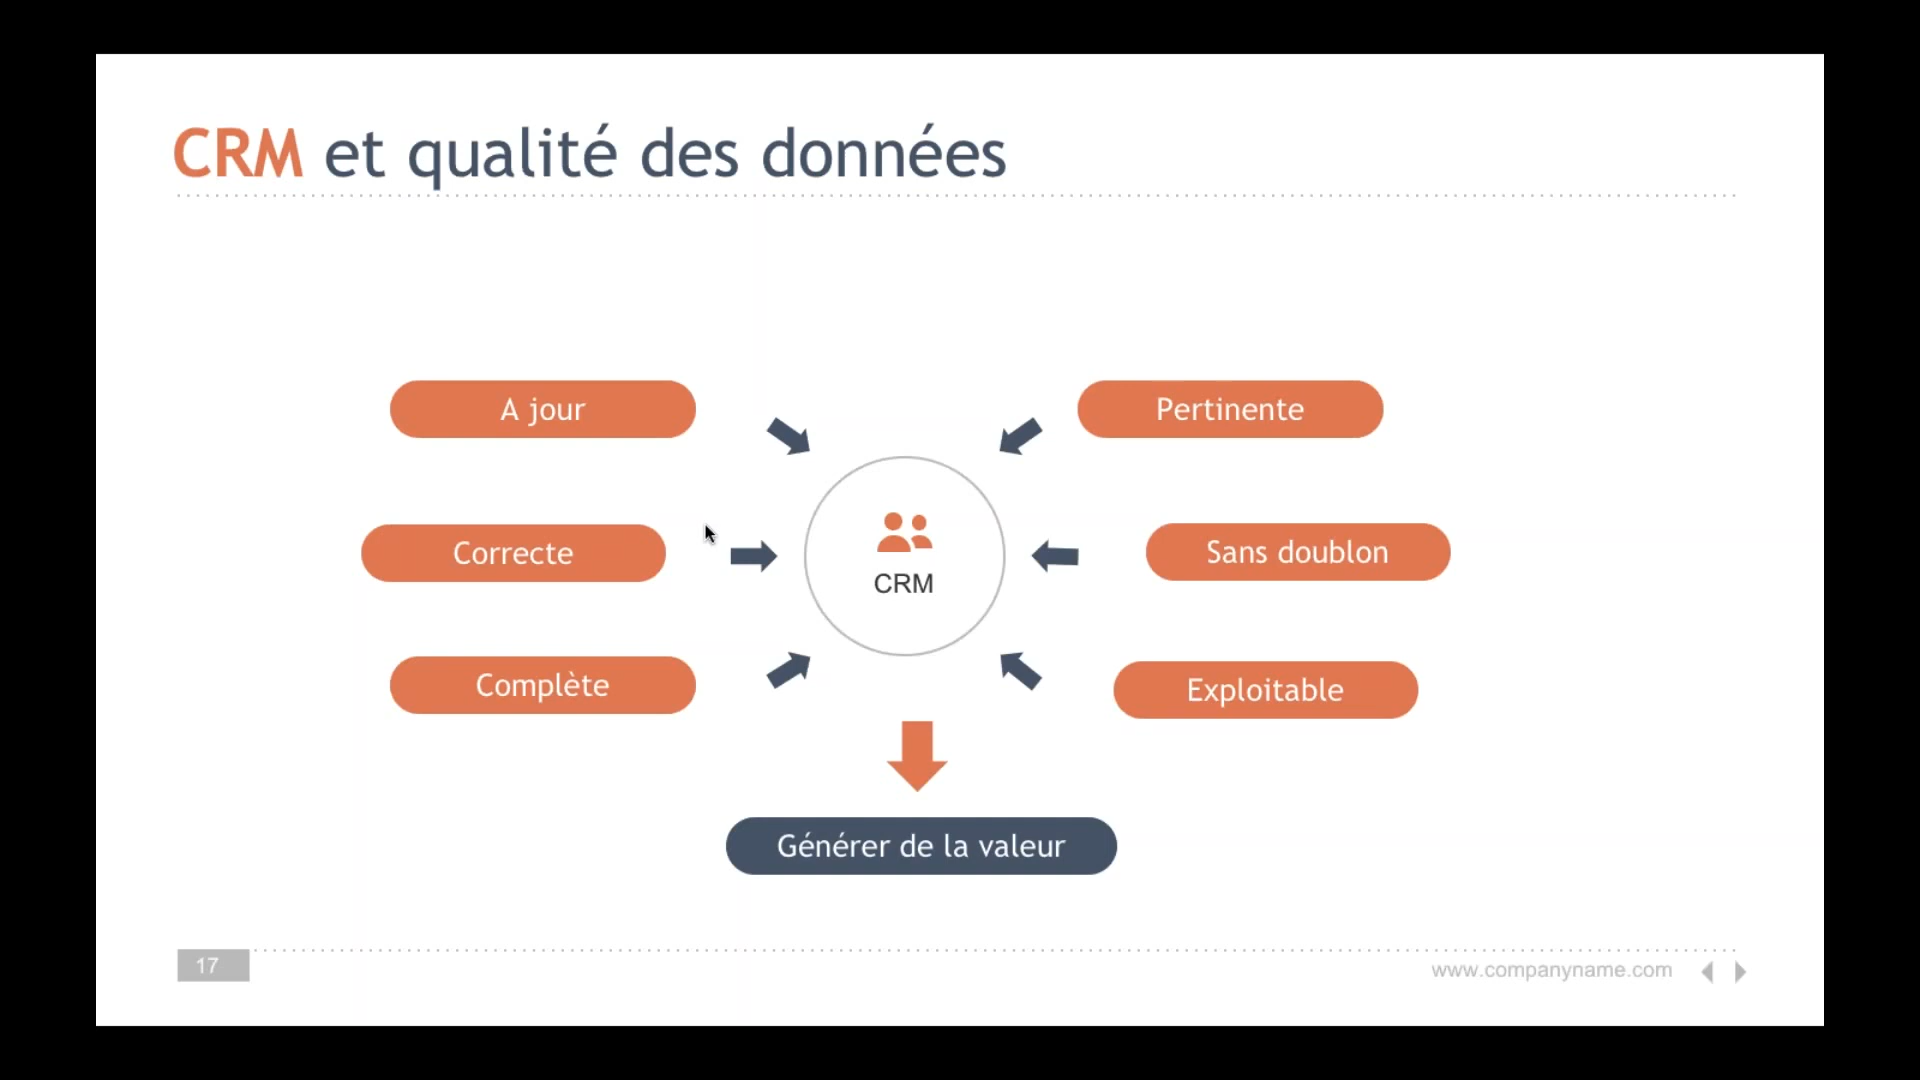 CRM et qualité des données
A jour
Pertinente
Correcte
CRM
Sans doublon
Complète
Exploitable
Générer de la valeur
17
www.companyname.com